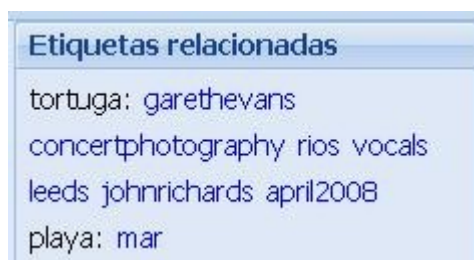 Etiquetas relacionadas
tortuga: garethevans
concertphotography rios vocals
leeds johnrichards april2008
playa: mar